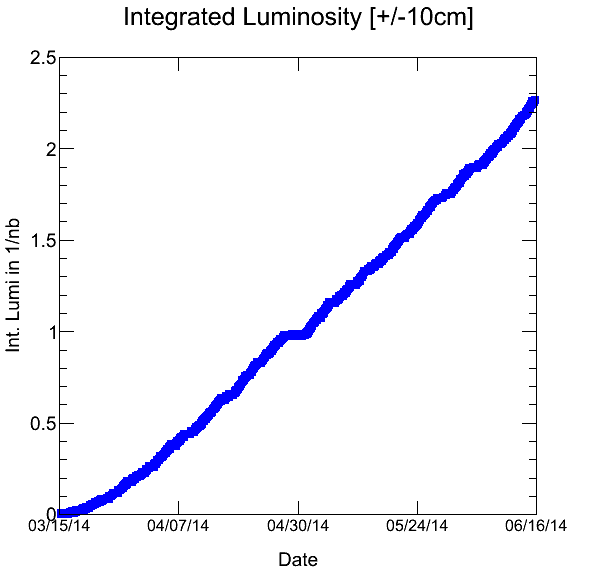 Integrated Luminosity [+/-10cm]
2.5
2
1.5
1
0.5
0
Int. Lumi in 1/nb
03/15/14 04/07/14 04/30/14 05/24/14 06/16/14
Date